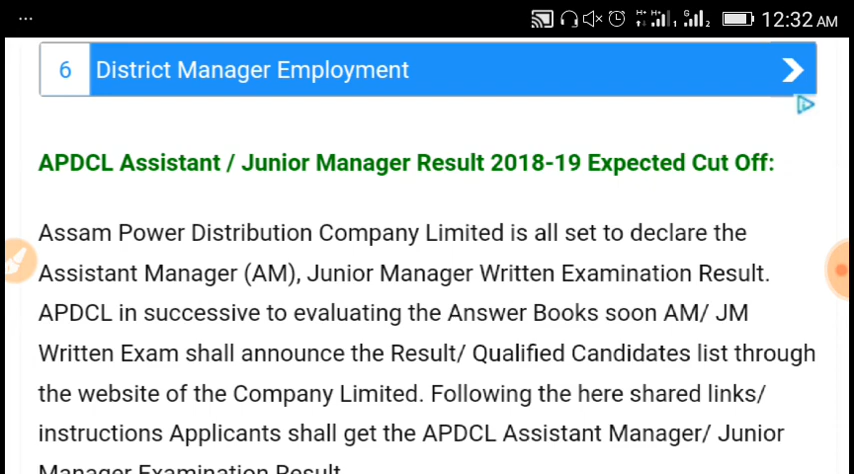 ... 12:32 AM
6 District Manager Employment
APDCL Assistant / Junior Manager Result 2018-19 Expected Cut Off:
Assam Power Distribution Company Limited is all set to declare the
Assistant Manager (AM), Junior Manager Written Examination Result.
APDCL in successive to evaluating the Answer Books soon AM/ JM
Written Exam shall announce the Result/ Qualified Candidates list through
the website of the Company Limited. Following the here shared links/
instructions Applicants shall get the APDCL Assistant Manager/ Junior
Manager Examination Result